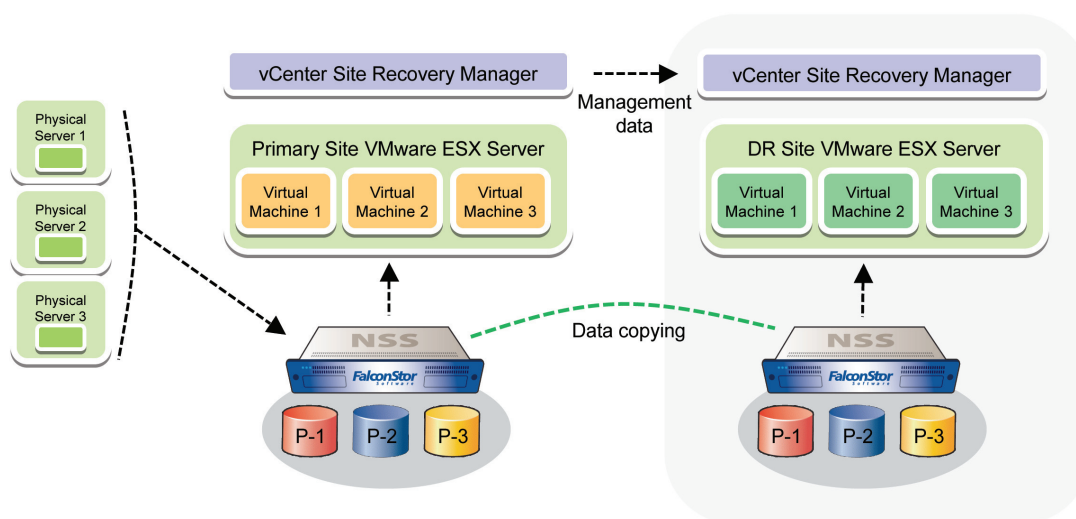 vCenter Site Recovery Manager
Management
data
vCenter Site Recovery Manager
Physical
Server 1
Physical
Server 2
Physical
Server 3
Primary Site VMware ESX Server
Virtual
Machine 1
Virtual
Machine 2
Virtual
Machine 3
DR Site VMware ESX Server
Virtual
Machine 1
Virtual
Machine 2
Virtual
Machine 3
Data copying
NSS
FalconStor
Software
P-1
P-2
P-3
NSS
FalconStor
Software
P-1
P-2
P-3